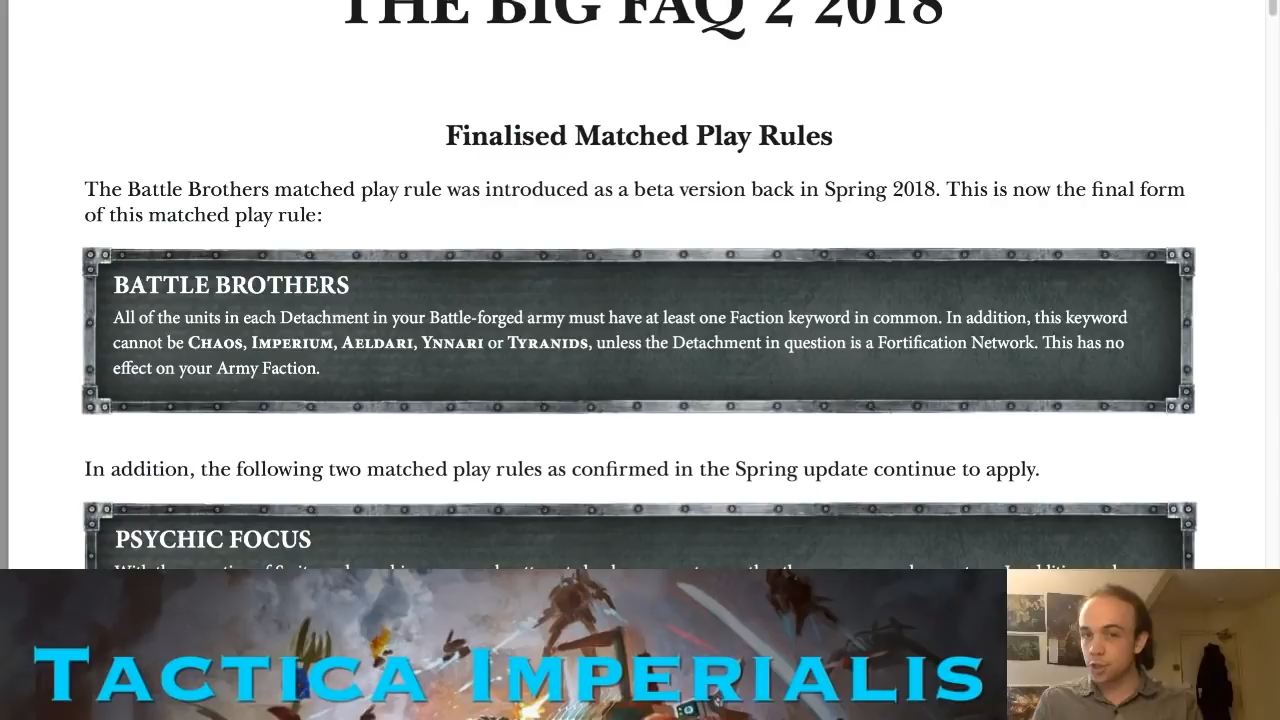 THE BIG FAQ 2 2018
Finalised Matched Play Rules
The Battle Brothers matched play rule was introduced as a beta version back in Spring 2018. This is now the final form
of this matched play rule:
BATTLE BROTHERS
All of the units in each Detachment in your Battle-forged army must have at least one Faction keyword in common. In addition, this keyword
cannot be CHAOS, IMPERIUM, AELDARI, YNNARI or TYRANIDS, unless the Detachment in question is a Fortification Network. This has no
effect on your Army Faction.
In addition, the following two matched play rules as confirmed in the Spring update continue to apply.
PSYCHIC FOCUS
TACTICA IMPERIALIS